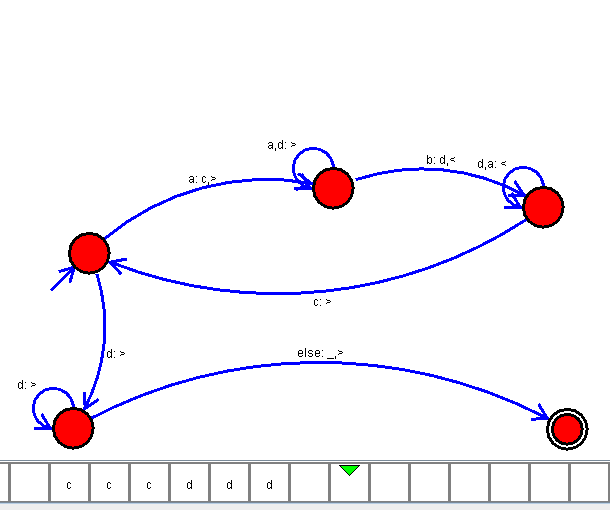 a,d: >
b: d,<
d,a: <
a: c,>
c: >
d: >
else: _,>
d: >
c c c d d d